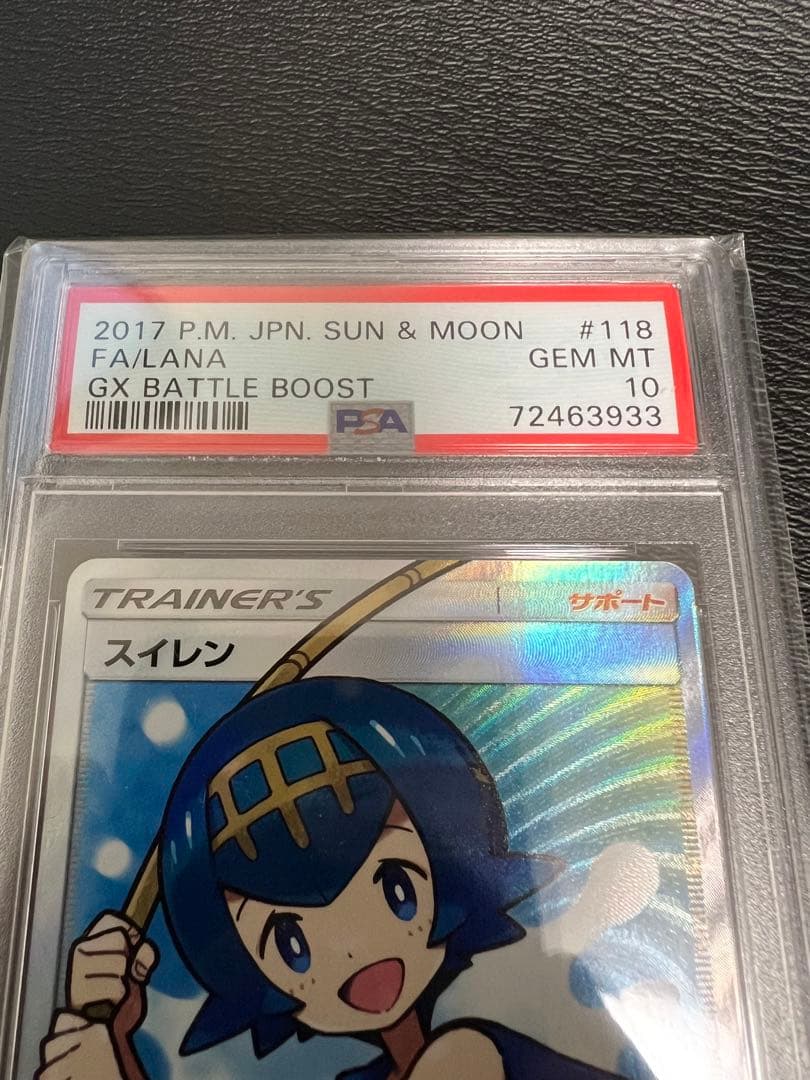 2017 P.M. JPN. SUN & MOON #118
FA/LANA GEM MT
GX BATTLE BOOST 10
PSA 72463933
TRAINER'S サポート
スイレン